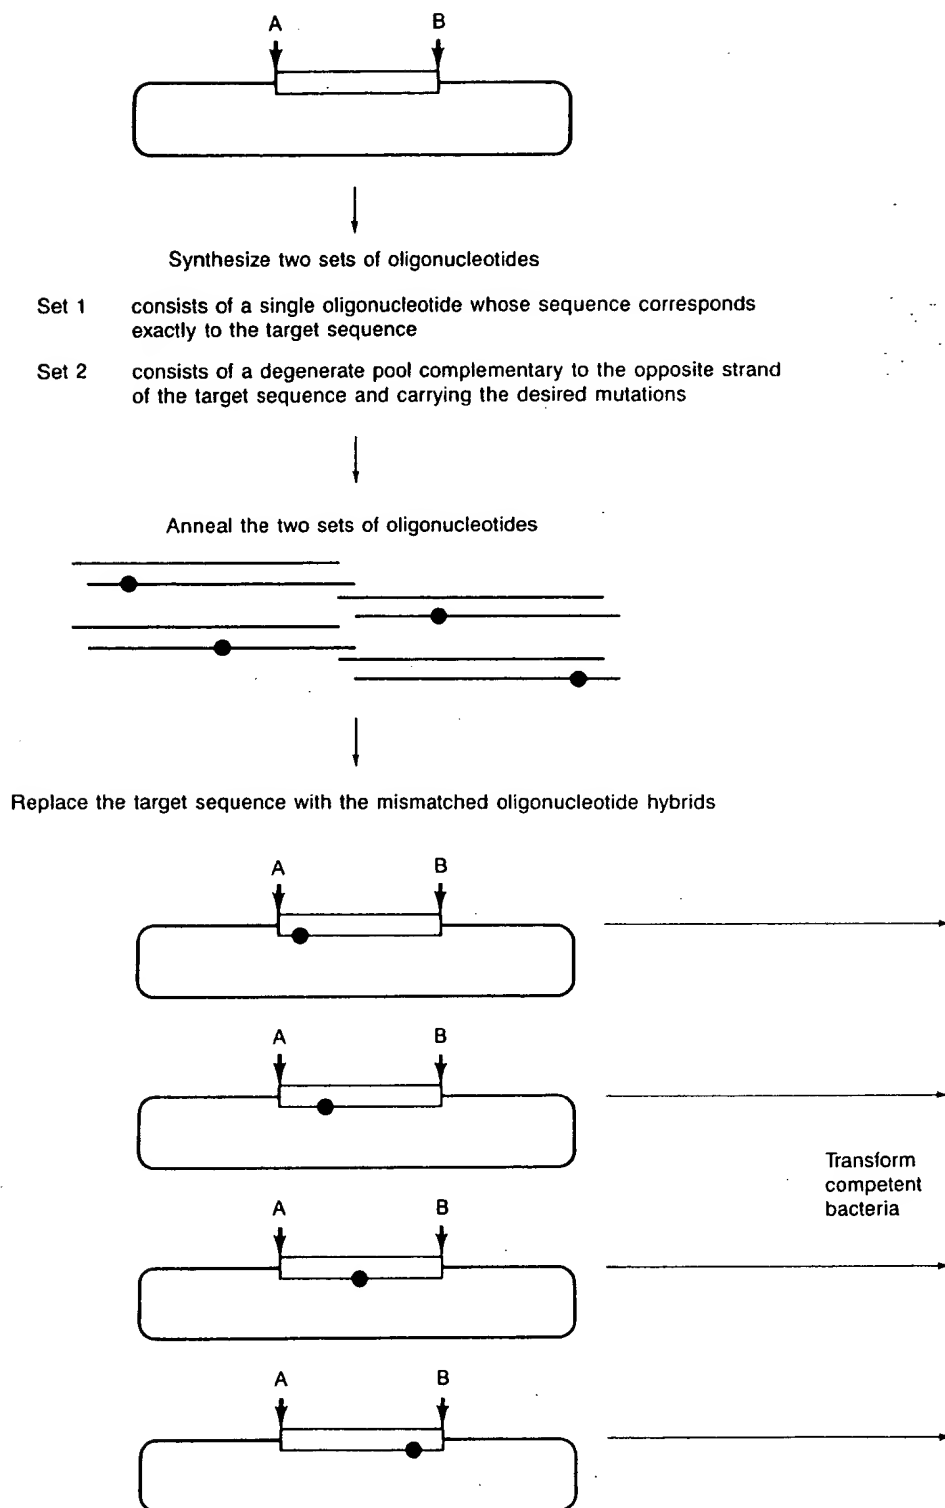 A B
Synthesize two sets of oligonucleotides
Set 1 consists of a single oligonucleotide whose sequence corresponds
exactly to the target sequence
Set 2 consists of a degenerate pool complementary to the opposite strand
of the target sequence and carrying the desired mutations
Anneal the two sets of oligonucleotides
Replace the target sequence with the mismatched oligonucleotide hybrids
A B
A B
Transform
competent
bacteria
A B
A B